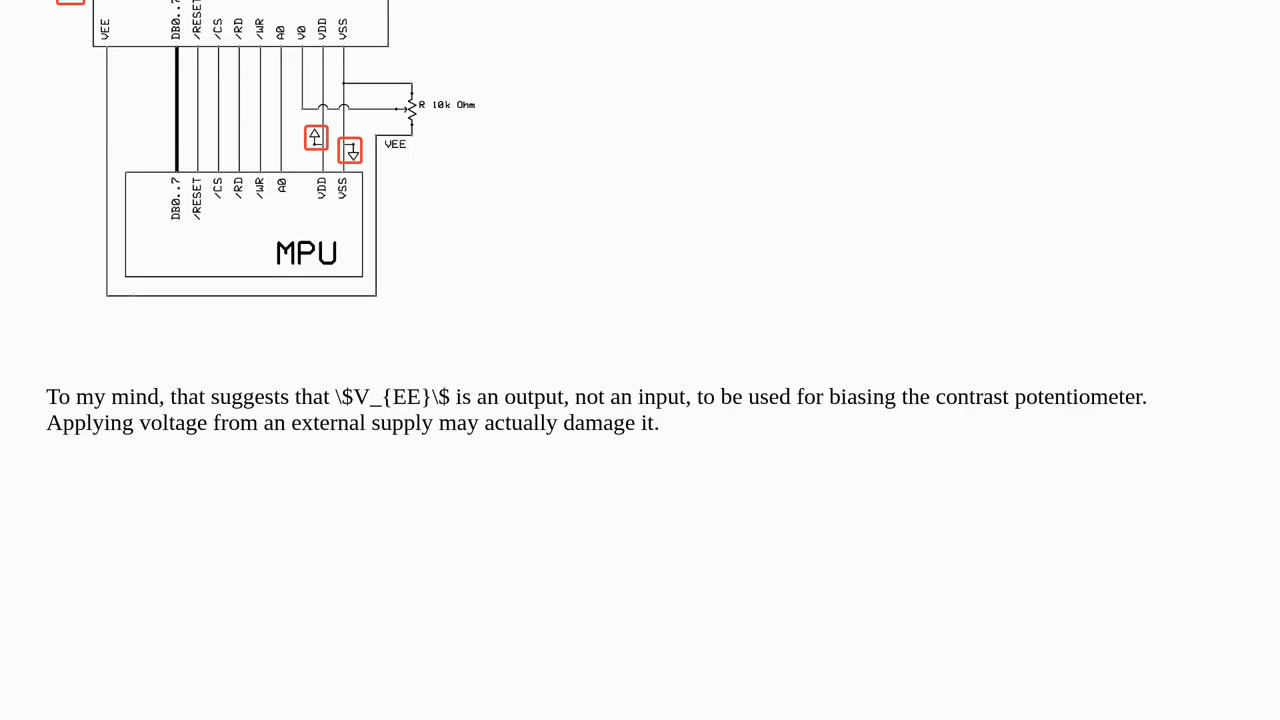 VEE DB0..7 /RESET /CS /RD /WR A0 V0 VDD VSS
R 10k Ohm
VEE
DB0..7 /RESET /CS /RD /WR A0 VDD VSS
MPU
To my mind, that suggests that \$V_{EE}\$ is an output, not an input, to be used for biasing the contrast potentiometer.
Applying voltage from an external supply may actually damage it.